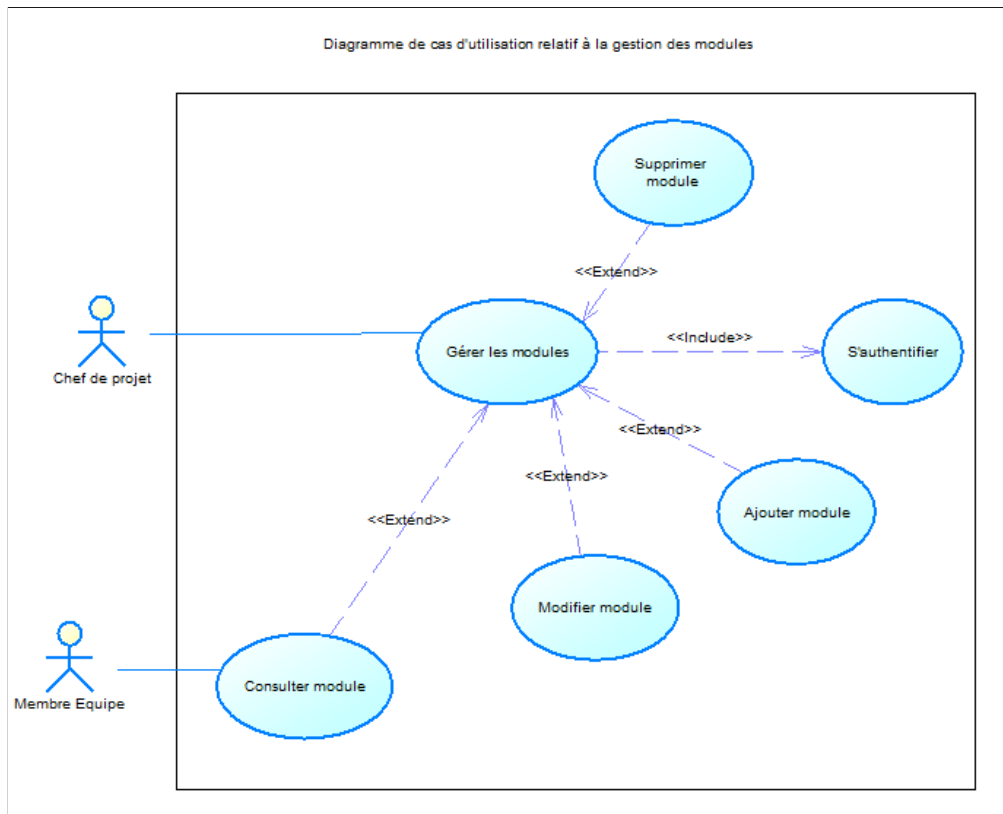 Diagramme de cas d'utilisation relatif à la gestion des modules
Supprimer
module
<<Extend>>
Chef de projet
Gérer les modules
<<Include>>
S'authentifier
<<Extend>>
<<Extend>>
<<Extend>>
Ajouter module
Modifier module
Membre Equipe
Consulter module